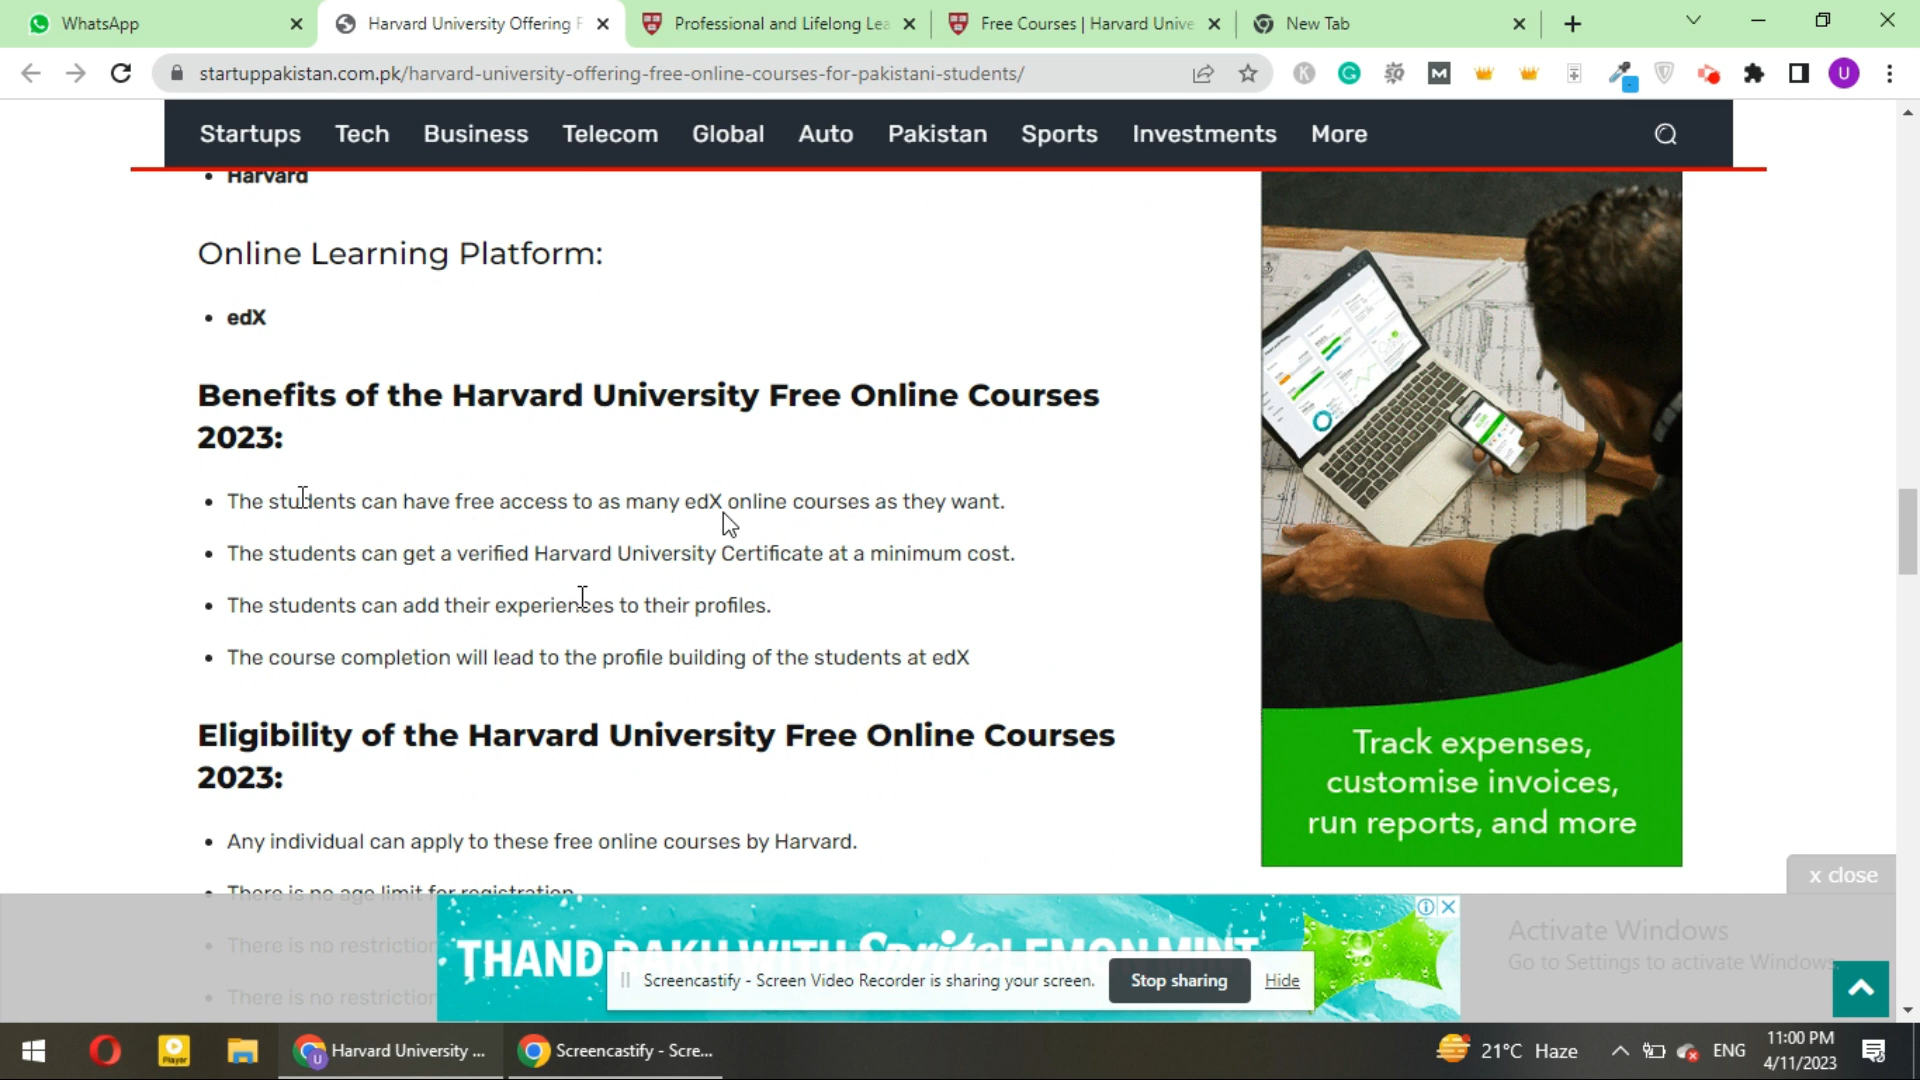 WhatsApp
Harvard University Offering F
Professional and Lifelong Lea
Free Courses | Harvard Unive
New Tab
startuppakistan.com.pk/harvard-university-offering-free-online-courses-for-pakistani-students/
U
Startups Tech Business Telecom Global Auto Pakistan Sports Investments More
• Harvard
Online Learning Platform:
• edX
Benefits of the Harvard University Free Online Courses
2023:
• The students can have free access to as many edX online courses as they want.
• The students can get a verified Harvard University Certificate at a minimum cost.
• The students can add their experiences to their profiles.
• The course completion will lead to the profile building of the students at edX
Eligibility of the Harvard University Free Online Courses
2023:
• Any individual can apply to these free online courses by Harvard.
• There is no age limit for registration.
• There is no restriction
• There is no restriction
Track expenses,
customise invoices,
run reports, and more
x close
THAND RAKH WITH Sprite LEMON MINT
Screencastify - Screen Video Recorder is sharing your screen.
Stop sharing
Hide
Activate Windows
Go to Settings to activate Windows.
Player
Harvard University ...
Screencastify - Scre...
21°C Haze
ENG
11:00 PM
4/11/2023